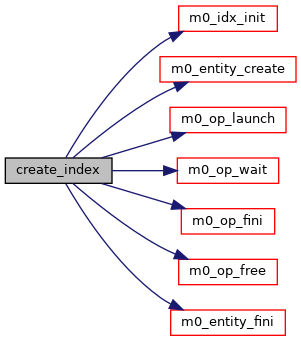 m0_idx_init
m0_entity_create
m0_op_launch
create_index
m0_op_wait
m0_op_fini
m0_op_free
m0_entity_fini